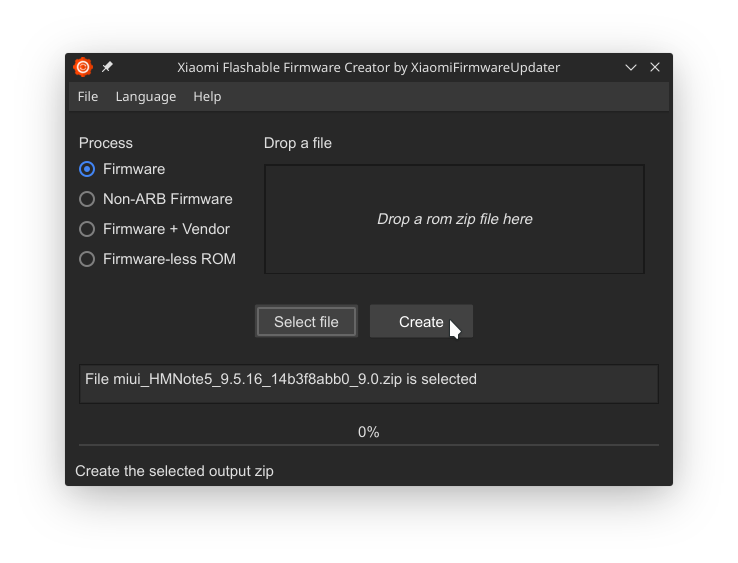 Xiaomi Flashable Firmware Creator by XiaomiFirmwareUpdater
File Language Help
Process
Firmware
Non-ARB Firmware
Firmware + Vendor
Firmware-less ROM
Drop a file
Drop a rom zip file here
Select file
Create
File miui_HMNote5_9.5.16_14b3f8abb0_9.0.zip is selected
0%
Create the selected output zip